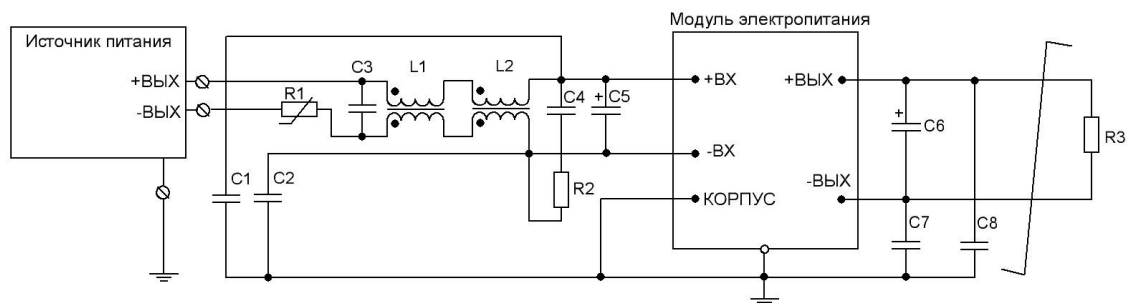 Модуль электропитания
Источник питания
+ВЫХ
-ВЫХ
R1
C3
L1
L2
C4
+
C5
+ВХ
-ВХ
КОРПУС
+ВЫХ
-ВЫХ
+
C6
R3
C1
C2
R2
C7
C8